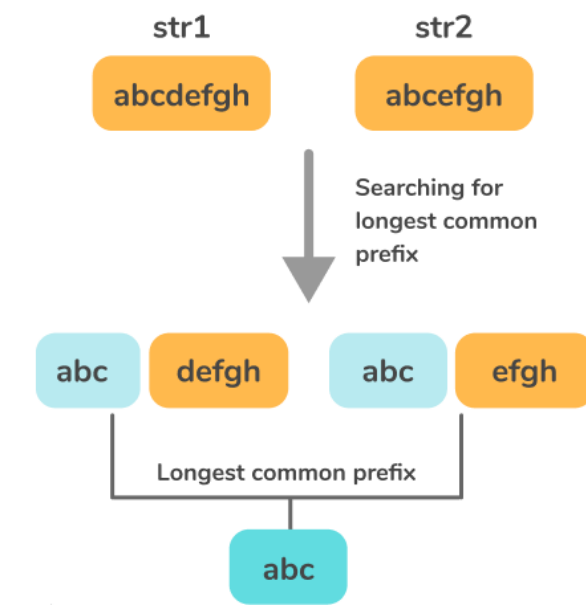 str1 str2
abcdefgh abcefgh
Searching for
longest common
prefix
abc defgh abc efgh
Longest common prefix
abc